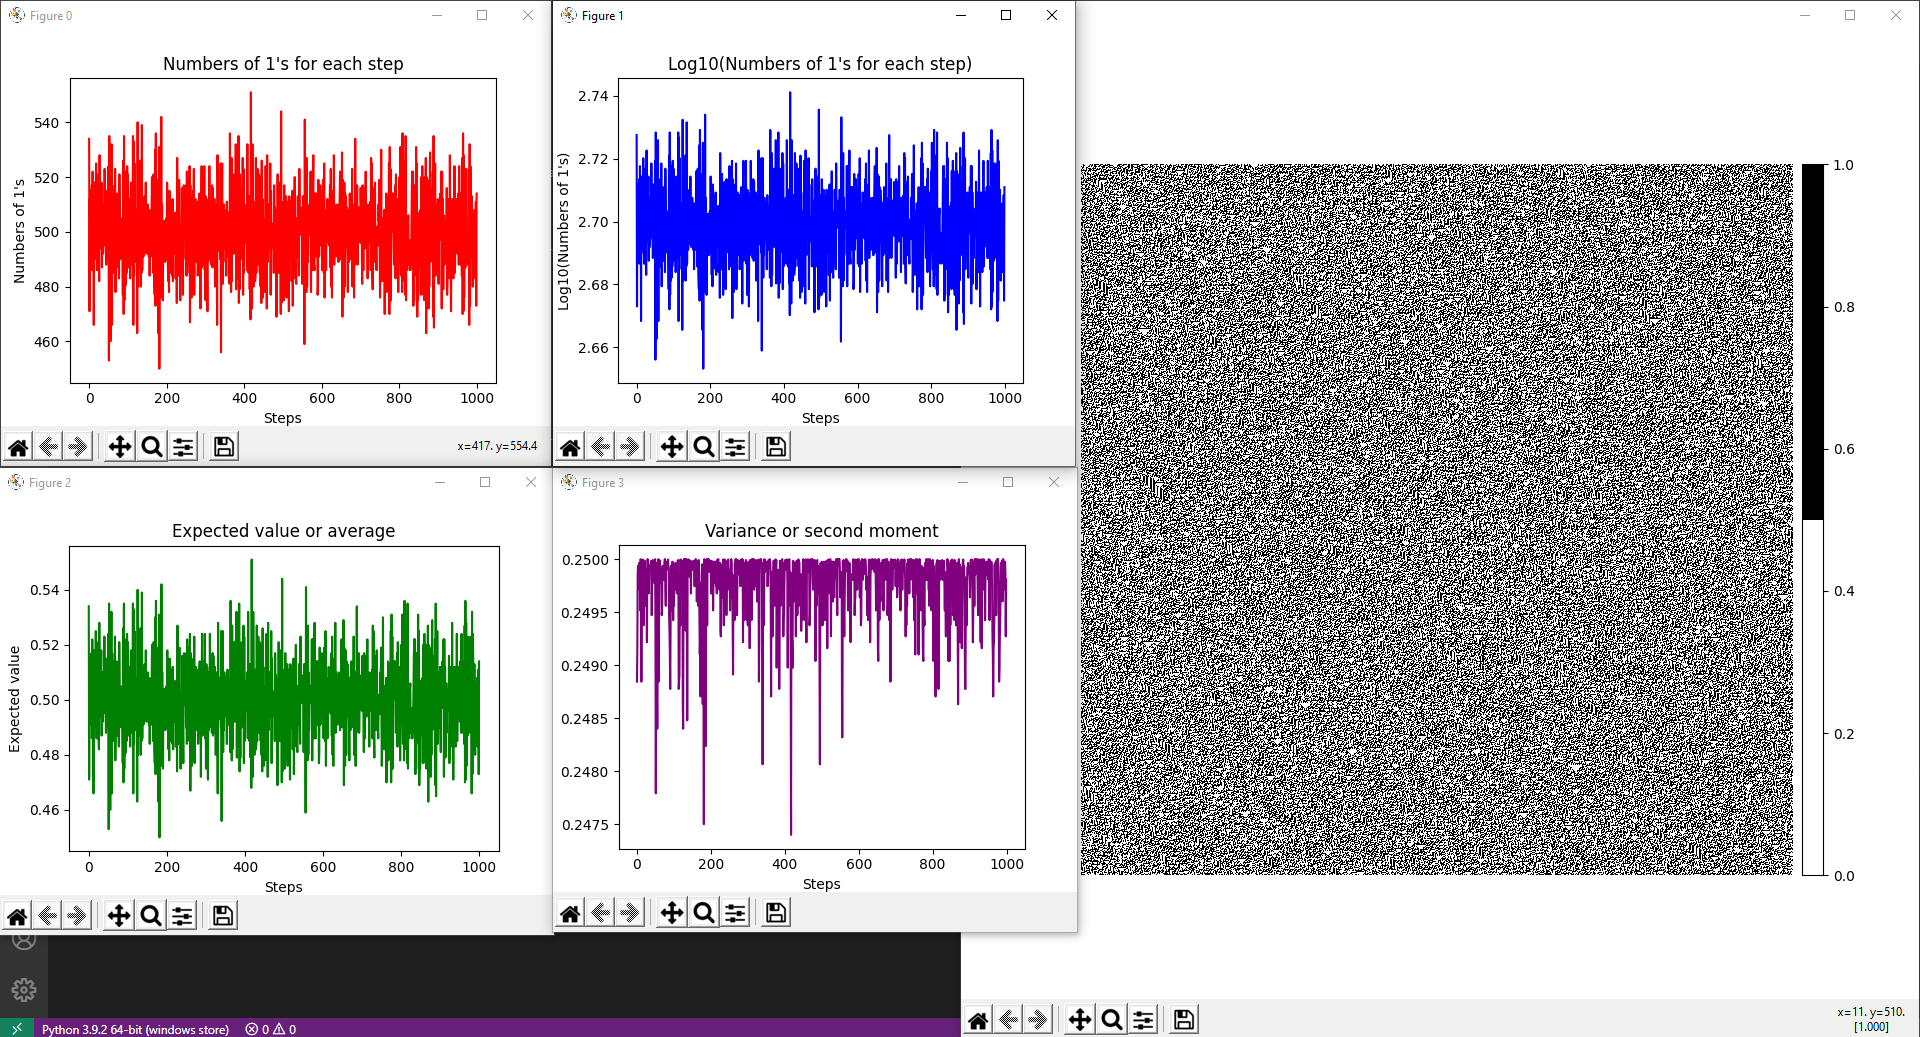 Figure 0
Numbers of 1's for each step
Numbers of 1's
540
520
500
480
460
0 200 400 600 800 1000
Steps
x=417. y=554.4
Figure 1
Log10(Numbers of 1's for each step)
Log10(Numbers of 1's)
2.74
2.72
2.70
2.68
2.66
0 200 400 600 800 1000
Steps
Figure 2
Expected value or average
Expected value
0.54
0.52
0.50
0.48
0.46
0 200 400 600 800 1000
Steps
Figure 3
Variance or second moment
0.2500
0.2495
0.2490
0.2485
0.2480
0.2475
0 200 400 600 800 1000
Steps
1.0
0.8
0.6
0.4
0.2
0.0
x=11. y=510.
[1.000]
Python 3.9.2 64-bit (windows store) 0 0